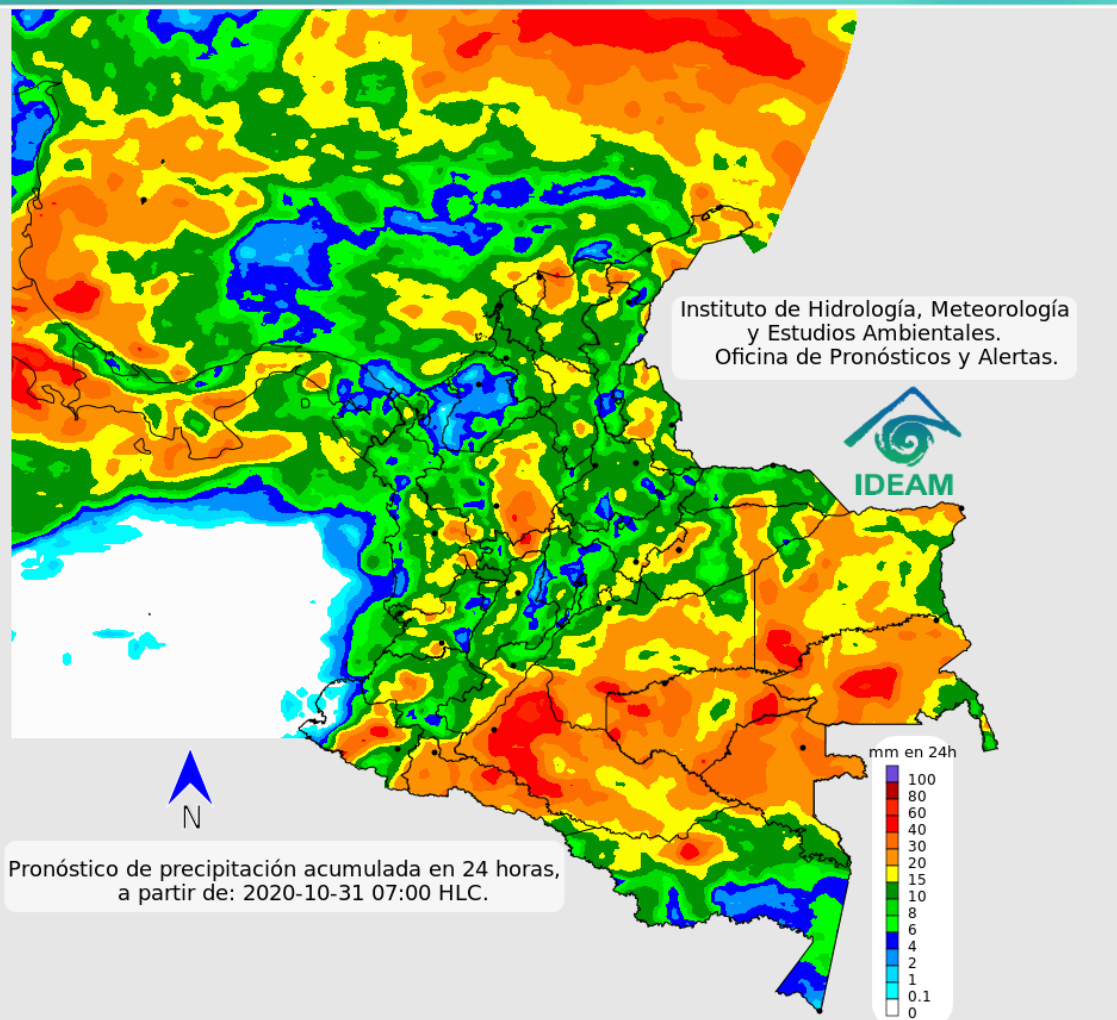 Instituto de Hidrología, Meteorología
y Estudios Ambientales.
Oficina de Pronósticos y Alertas.
IDEAM
mm en 24h
100
80
60
40
30
20
15
10
8
6
4
2
1
0.1
0
N
Pronóstico de precipitación acumulada en 24 horas,
a partir de: 2020-10-31 07:00 HLC.